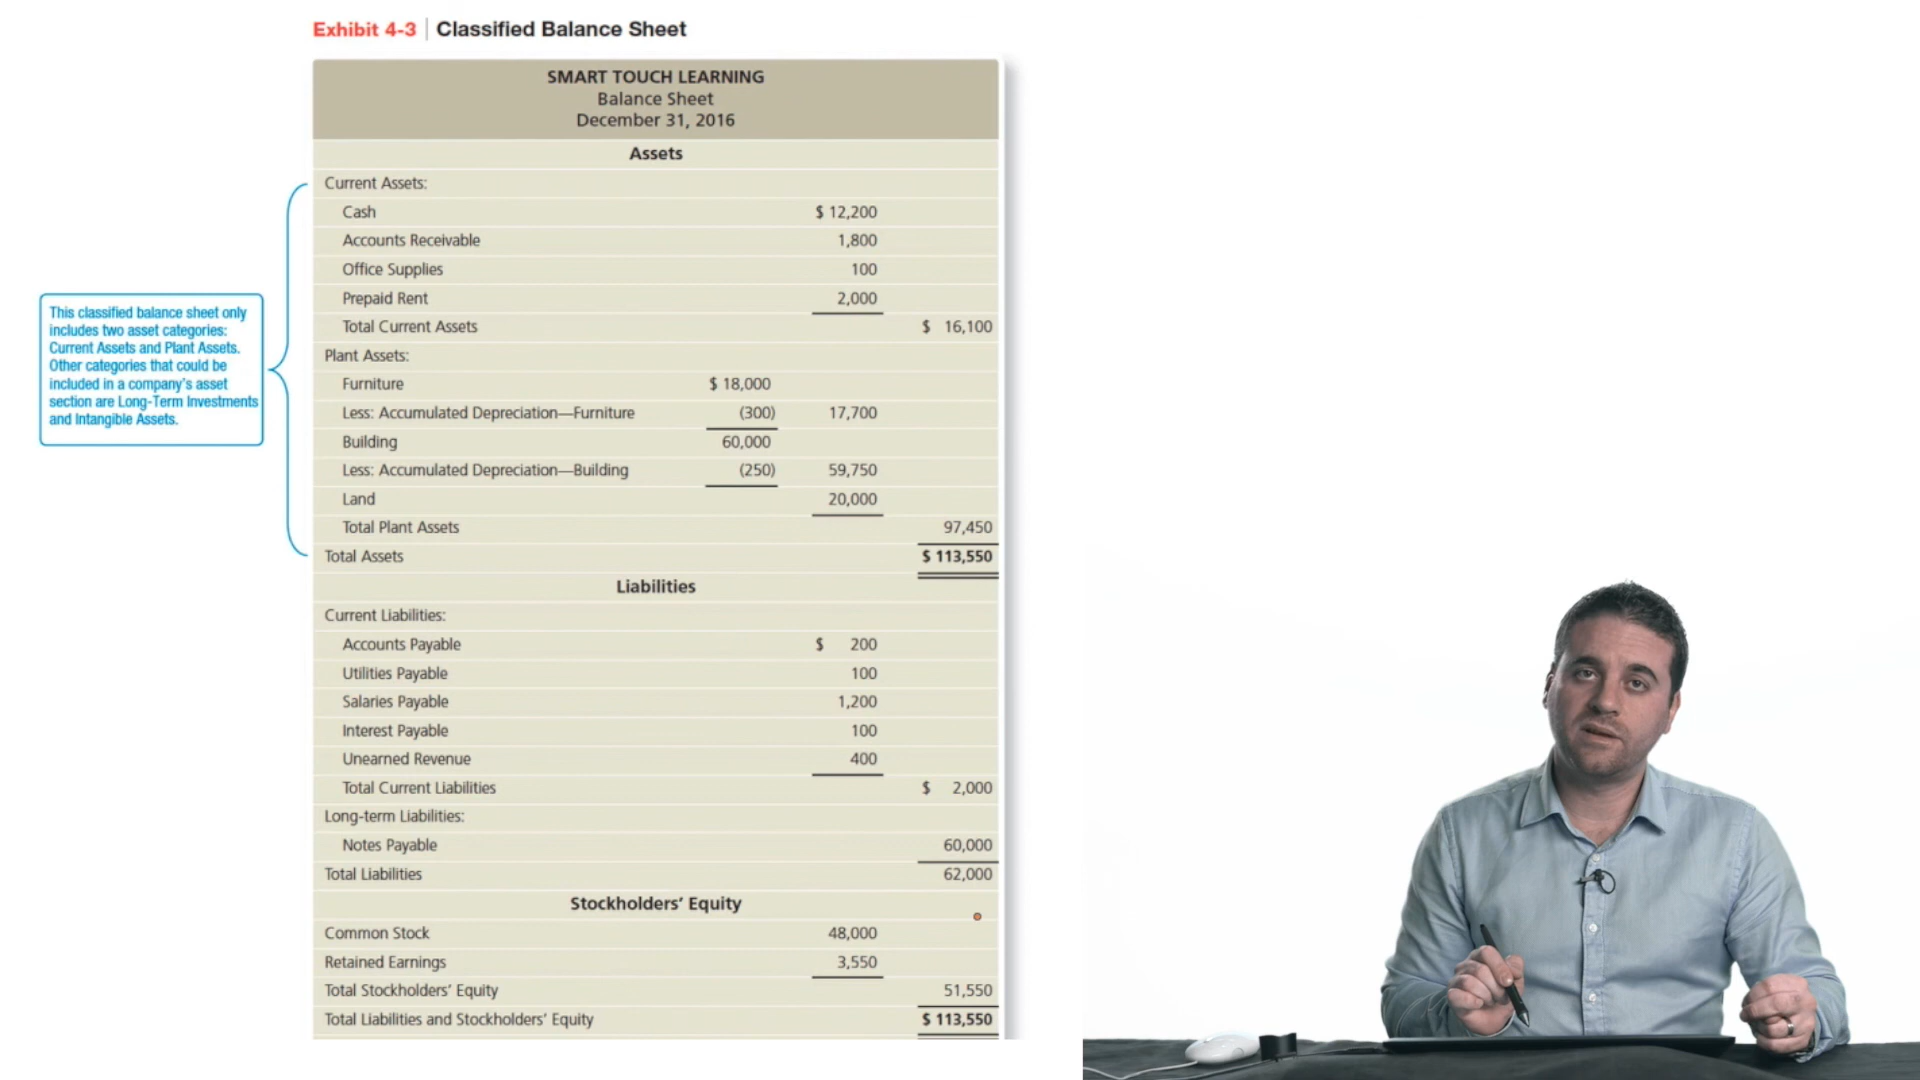 Exhibit 4-3 | Classified Balance Sheet
SMART TOUCH LEARNING
Balance Sheet
December 31, 2016
Assets
Current Assets:
Cash $ 12,200
Accounts Receivable 1,800
Office Supplies 100
Prepaid Rent 2,000
Total Current Assets $ 16,100
Plant Assets:
Furniture $ 18,000
Less: Accumulated Depreciation—Furniture (300) 17,700
Building 60,000
Less: Accumulated Depreciation—Building (250) 59,750
Land 20,000
Total Plant Assets 97,450
Total Assets $ 113,550
Liabilities
Current Liabilities:
Accounts Payable $ 200
Utilities Payable 100
Salaries Payable 1,200
Interest Payable 100
Unearned Revenue 400
Total Current Liabilities $ 2,000
Long-term Liabilities:
Notes Payable 60,000
Total Liabilities 62,000
Stockholders' Equity
Common Stock 48,000
Retained Earnings 3,550
Total Stockholders' Equity 51,550
Total Liabilities and Stockholders' Equity $ 113,550
This classified balance sheet only
includes two asset categories:
Current Assets and Plant Assets.
Other categories that could be
included in a company's asset
section are Long-Term Investments
and Intangible Assets.